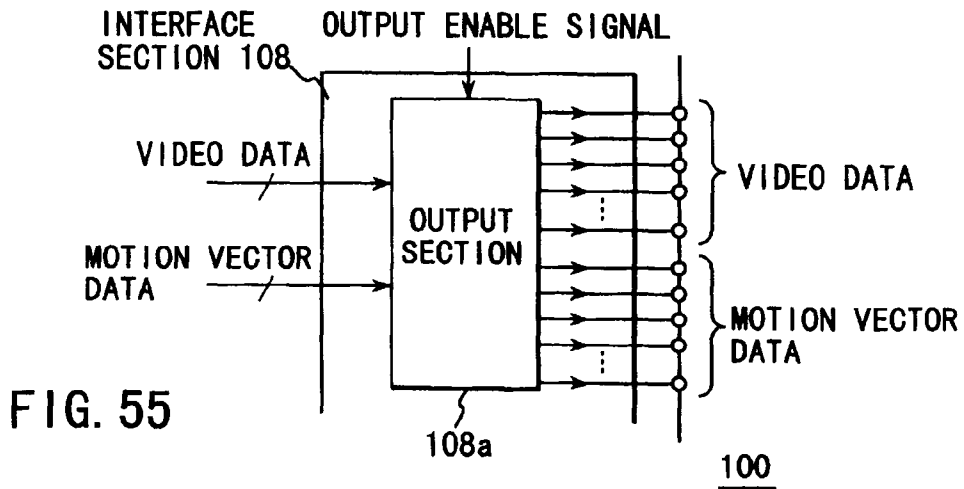 INTERFACE
SECTION 108
OUTPUT ENABLE SIGNAL
VIDEO DATA
MOTION VECTOR
DATA
OUTPUT
SECTION
VIDEO DATA
MOTION VECTOR
DATA
108a
FIG. 55
100